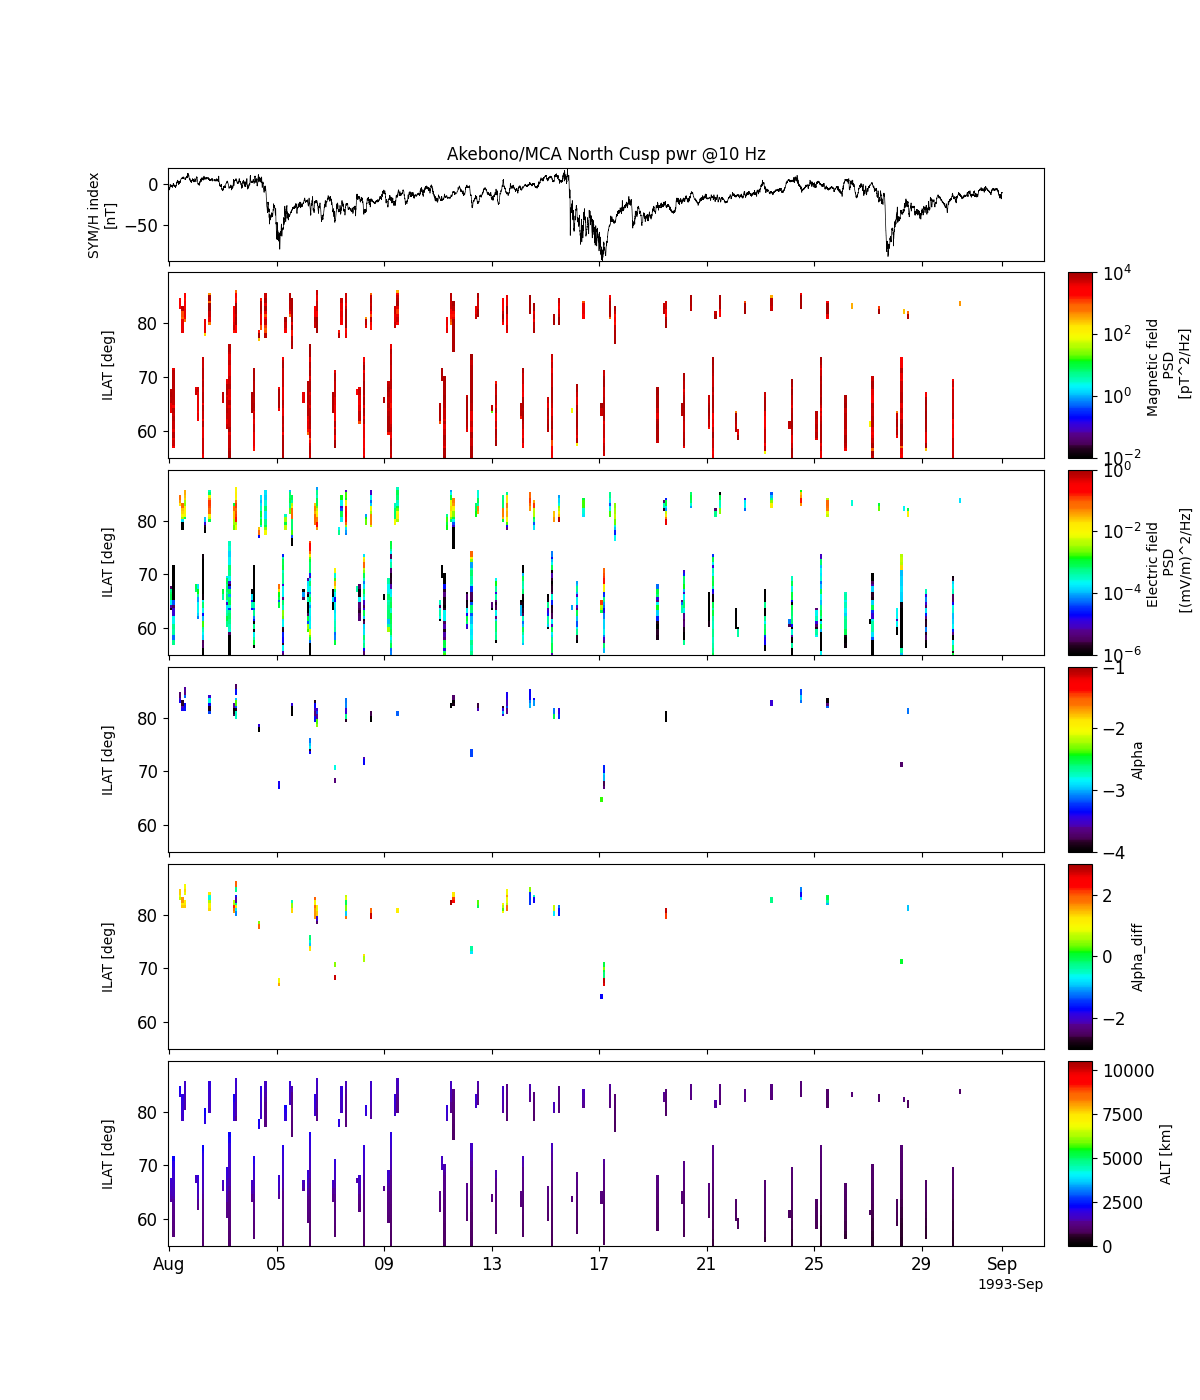 Akebono/MCA North Cusp pwr @10 Hz
SYM/H index
[nT]
0
−50
ILAT [deg]
80
70
60
10^4
10^2
10^0
10^−2
Magnetic field
PSD
[pT^2/Hz]
ILAT [deg]
80
70
60
10^0
10^−2
10^−4
10^−6
Electric field
PSD
[(mV/m)^2/Hz]
ILAT [deg]
80
70
60
−1
−2
−3
−4
Alpha
ILAT [deg]
80
70
60
2
0
−2
Alpha_diff
ILAT [deg]
80
70
60
10000
7500
5000
2500
0
ALT [km]
Aug 05 09 13 17 21 25 29 Sep
1993-Sep